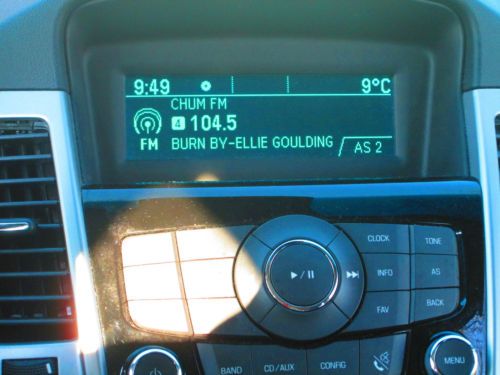 9:49 9°C
CHUM FM
4 104.5
FM BURN BY-ELLIE GOULDING AS 2
CLOCK TONE
INFO AS
FAV BACK
BAND CD/AUX CONFIG MENU